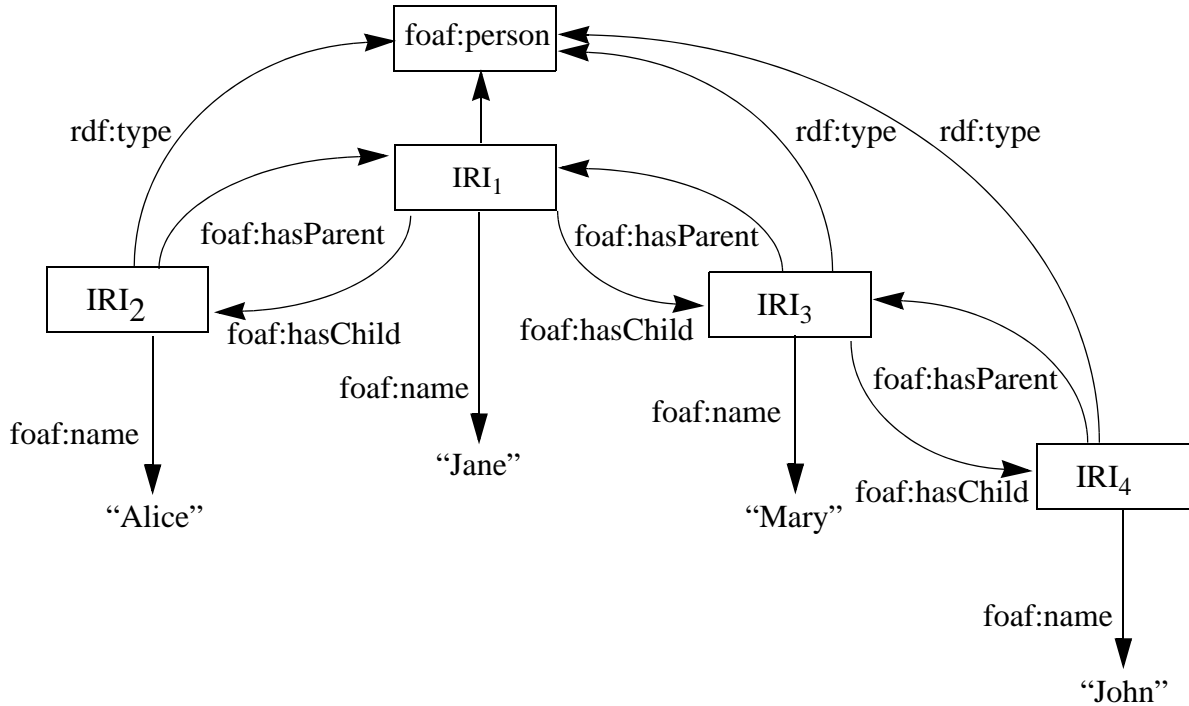 foaf:person
rdf:type
rdf:type
rdf:type
IRI₁
foaf:hasParent
foaf:hasParent
IRI₂
IRI₃
foaf:hasChild
foaf:hasChild
foaf:name
foaf:hasParent
foaf:name
foaf:name
“Jane”
IRI₄
foaf:hasChild
“Alice”
“Mary”
foaf:name
“John”